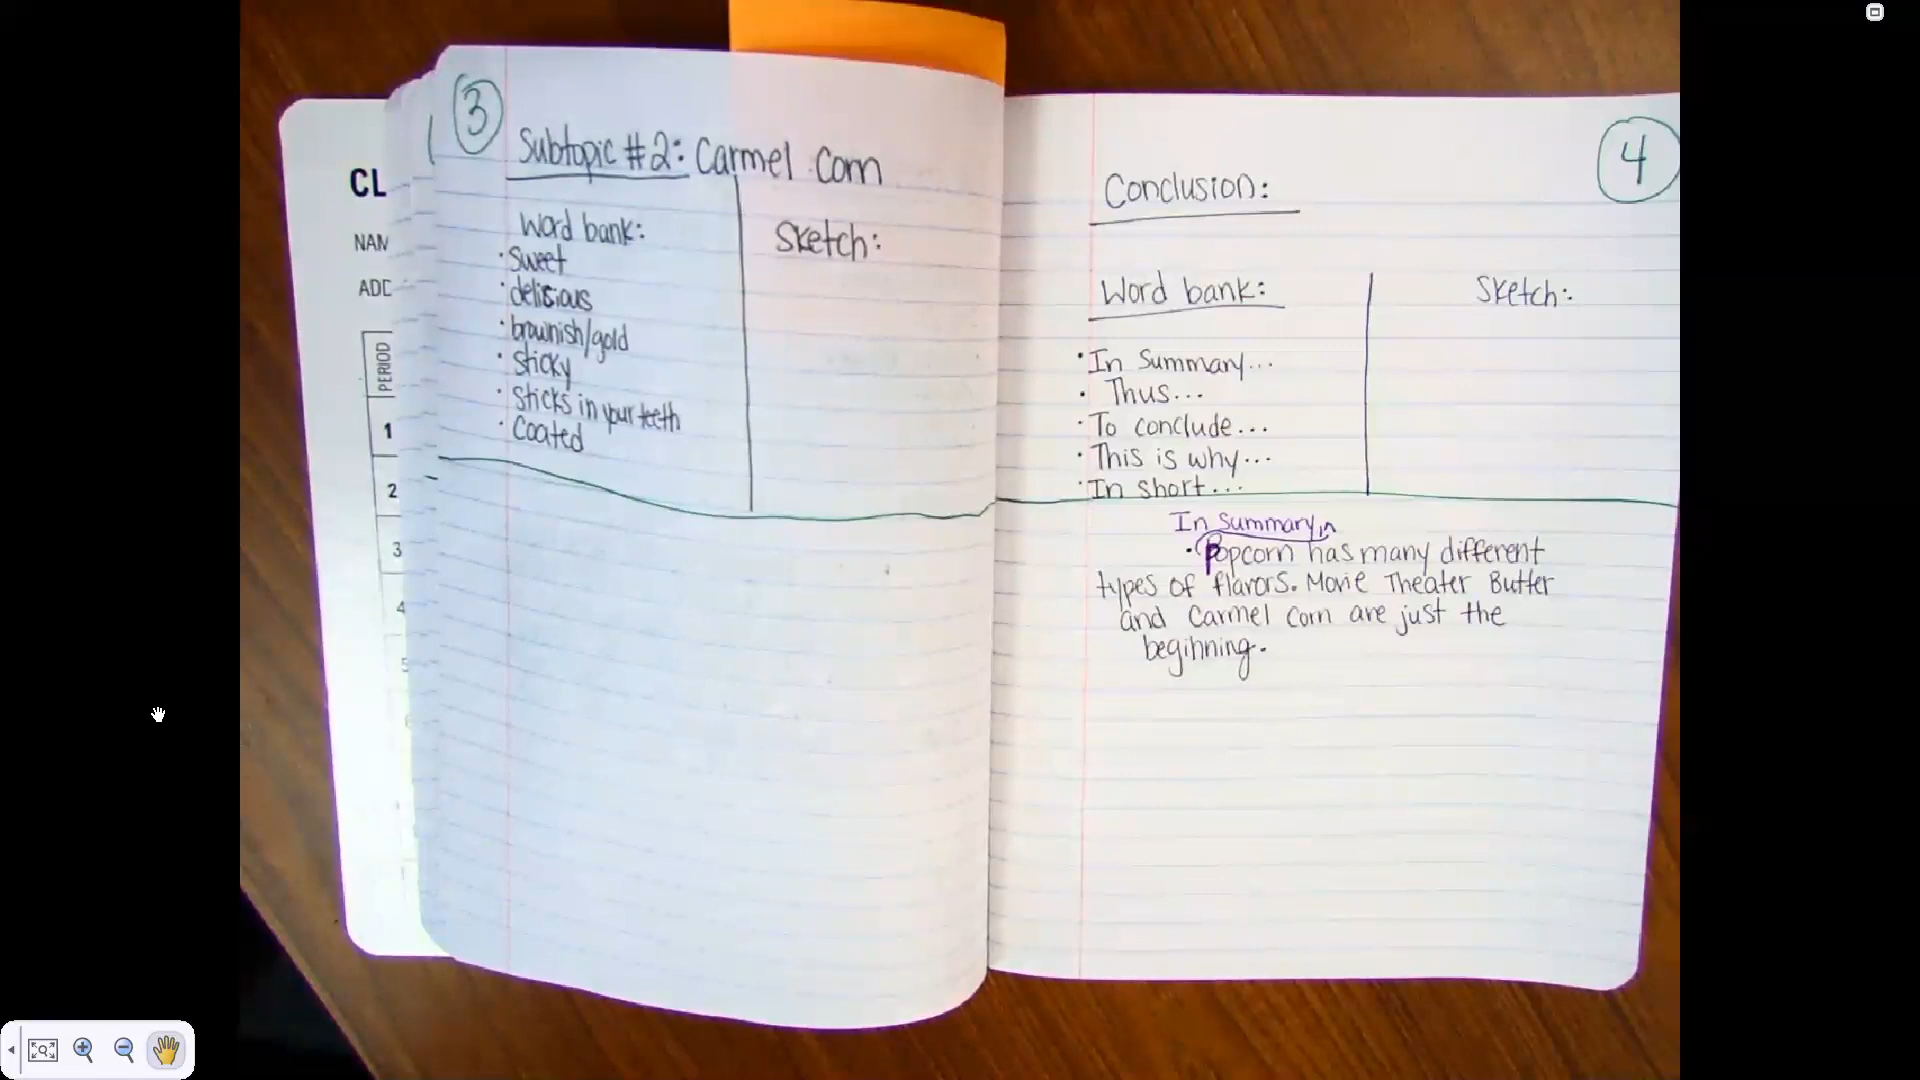 CL
NAM
ADD
PERIOD
1
2
3
4
5
3
Subtopic #2: Carmel Corn
Word bank:
• Sweet
• delisious
• brownish/gold
• sticky
• sticks in your teeth
• Coated
Sketch:
4
Conclusion:
Word bank:
• In Summary...
• Thus...
• To conclude...
• This is why...
• In short...
Sketch:
In Summary,
• Popcorn has many different
types of flavors. Movie Theater Butter
and Carmel Corn are just the
beginning.